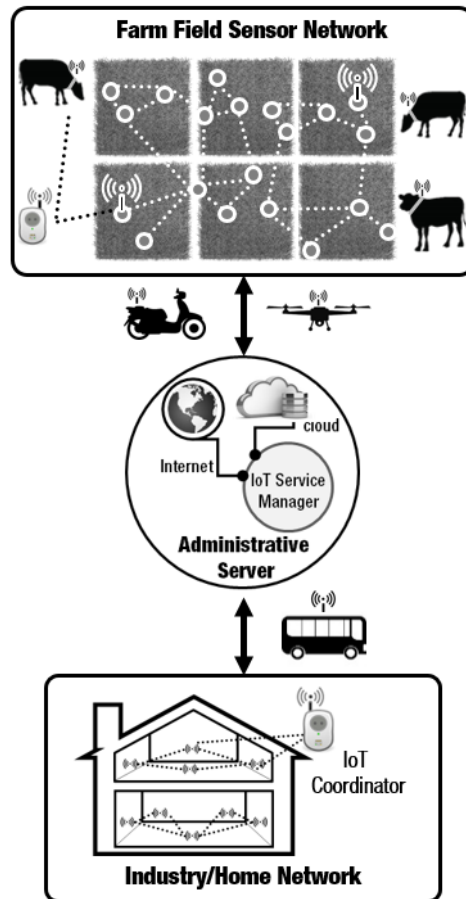 Farm Field Sensor Network
cloud
Internet
IoT Service
Manager
Administrative
Server
IoT
Coordinator
Industry/Home Network